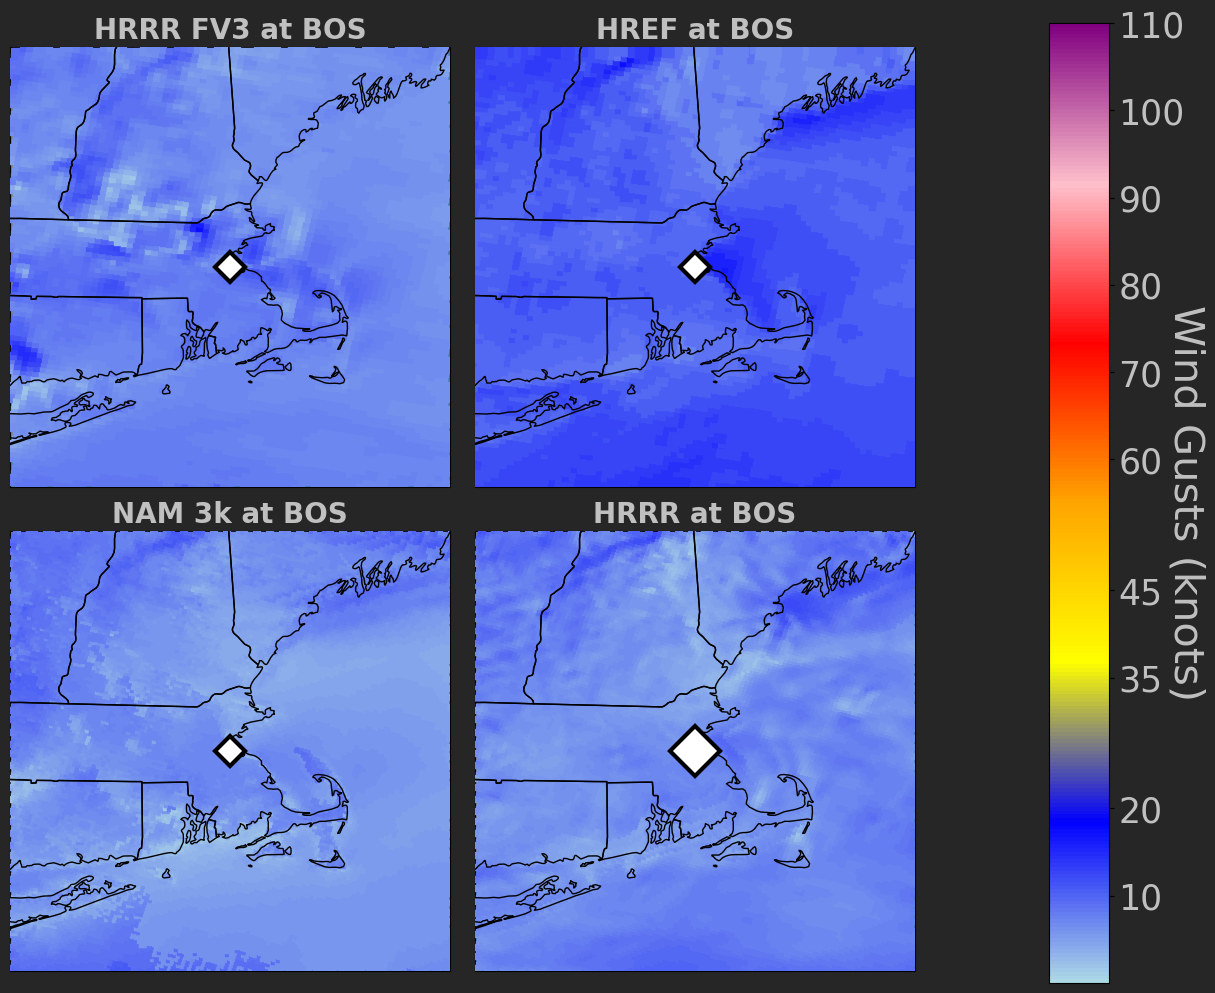 HRRR FV3 at BOS
HREF at BOS
NAM 3k at BOS
HRRR at BOS
110
100
90
80
70
60
45
35
20
10
Wind Gusts (knots)